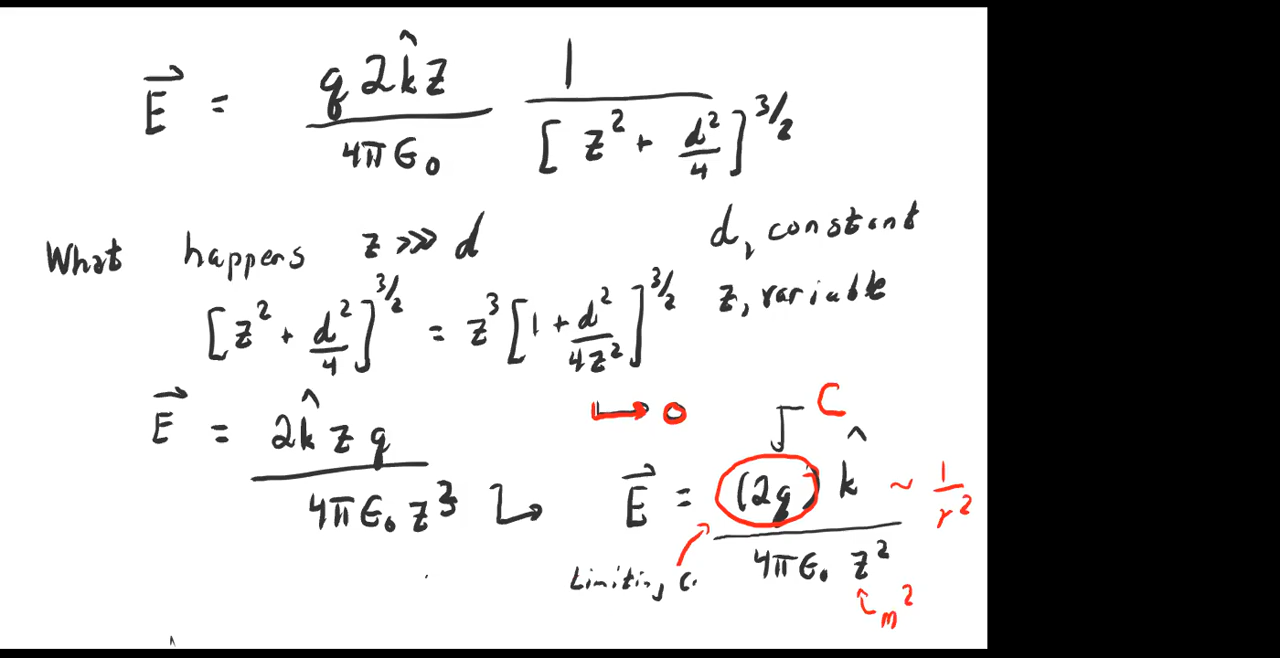 E⃗ = q 2k̂z / 4πϵ₀ 1 / [z² + d²/4]^3/2
What happens z >>> d d, constant
[z² + d²/4]^3/2 = z³ [1 + d²/4z²]^3/2 z, variable
↦ 0 C
E⃗ = 2k̂ z q / 4πϵ₀ z³ ↳ E⃗ = (2q) k̂ / 4πϵ₀ z² ~ 1/r²
Limiting c.
m²